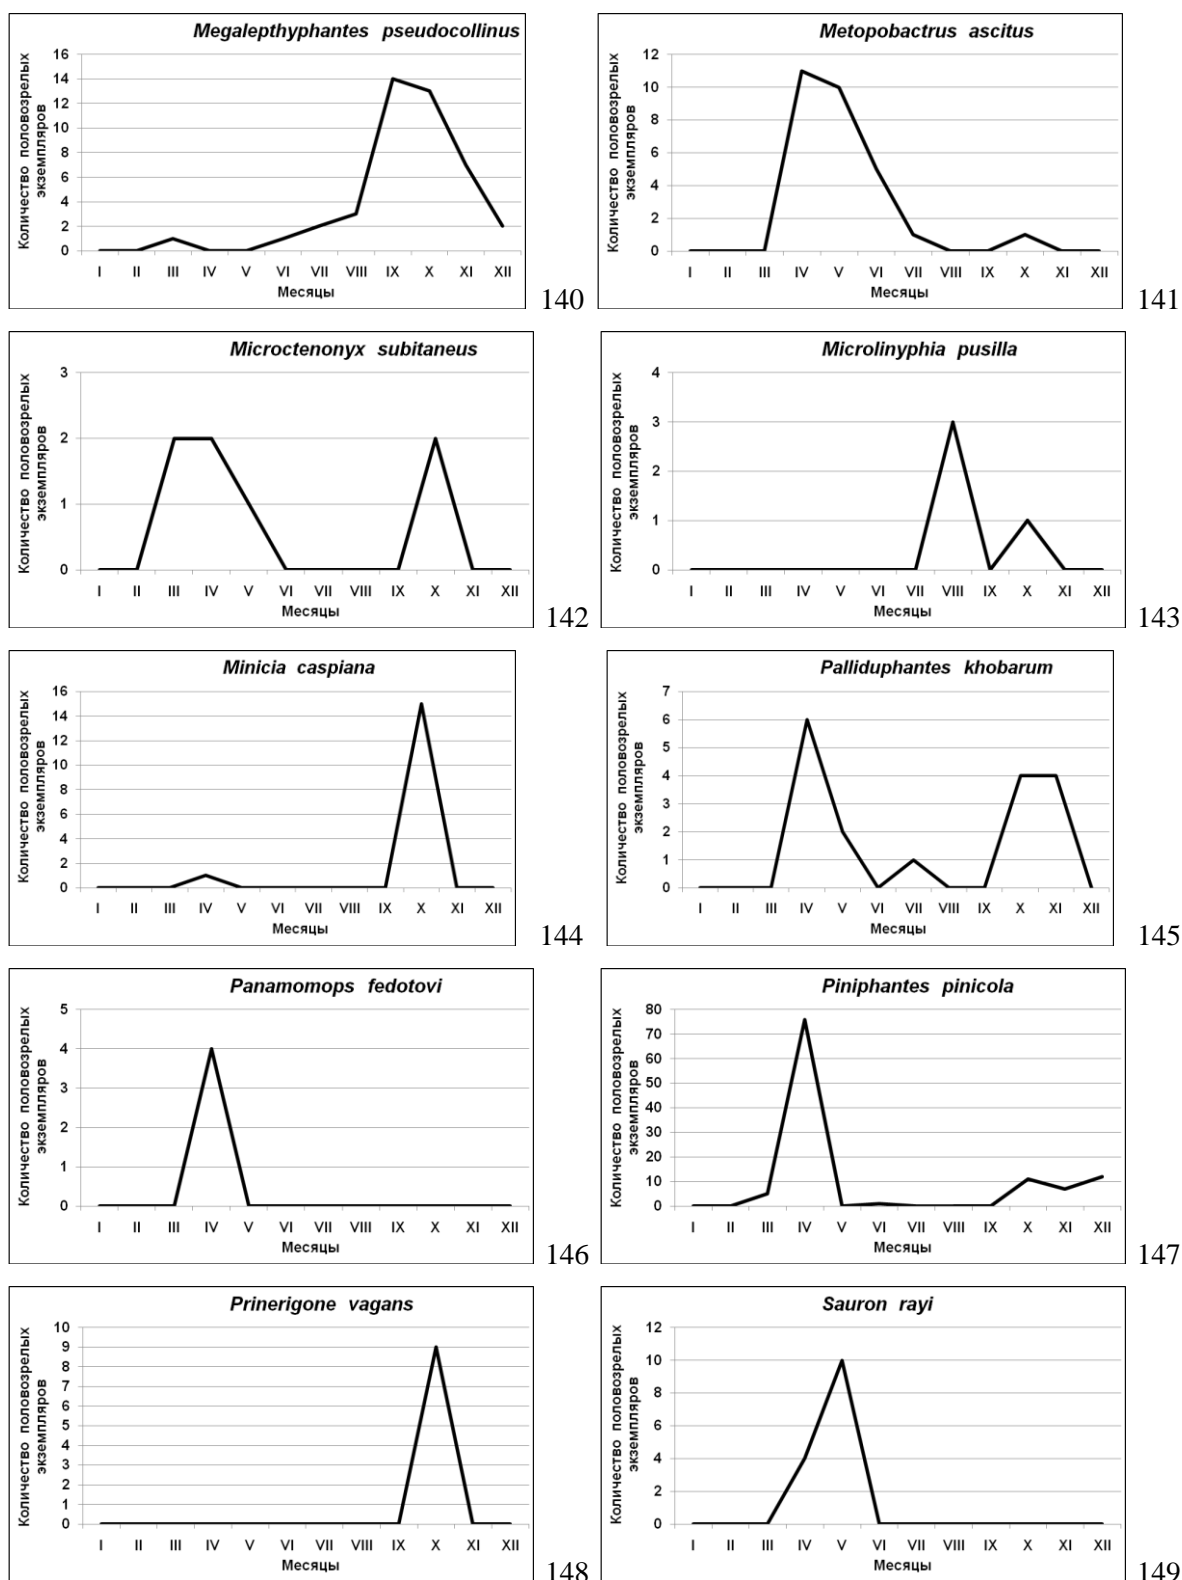 Megalepthyphantes pseudocollinus
Количество половозрелых
экземпляров
16
14
12
10
8
6
4
2
0
I II III IV V VI VII VIII IX X XI XII
Месяцы
140
Metopobactrus ascitus
Количество половозрелых
экземпляров
12
10
8
6
4
2
0
I II III IV V VI VII VIII IX X XI XII
Месяцы
141
Microctenonyx subitaneus
Количество половозрелых
экземпляров
3
2
1
0
I II III IV V VI VII VIII IX X XI XII
Месяцы
142
Microlinyphia pusilla
Количество половозрелых
экземпляров
4
3
2
1
0
I II III IV V VI VII VIII IX X XI XII
Месяцы
143
Minicia caspiana
Количество половозрелых
экземпляров
16
14
12
10
8
6
4
2
0
I II III IV V VI VII VIII IX X XI XII
Месяцы
144
Palliduphantes khobarum
Количество половозрелых
экземпляров
7
6
5
4
3
2
1
0
I II III IV V VI VII VIII IX X XI XII
Месяцы
145
Panamomops fedotovi
Количество половозрелых
экземпляров
5
4
3
2
1
0
I II III IV V VI VII VIII IX X XI XII
Месяцы
146
Piniphantes pinicola
Количество половозрелых
экземпляров
80
70
60
50
40
30
20
10
0
I II III IV V VI VII VIII IX X XI XII
Месяцы
147
Prinerigone vagans
Количество половозрелых
экземпляров
10
9
8
7
6
5
4
3
2
1
0
I II III IV V VI VII VIII IX X XI XII
Месяцы
148
Sauron rayi
Количество половозрелых
экземпляров
12
10
8
6
4
2
0
I II III IV V VI VII VIII IX X XI XII
Месяцы
149